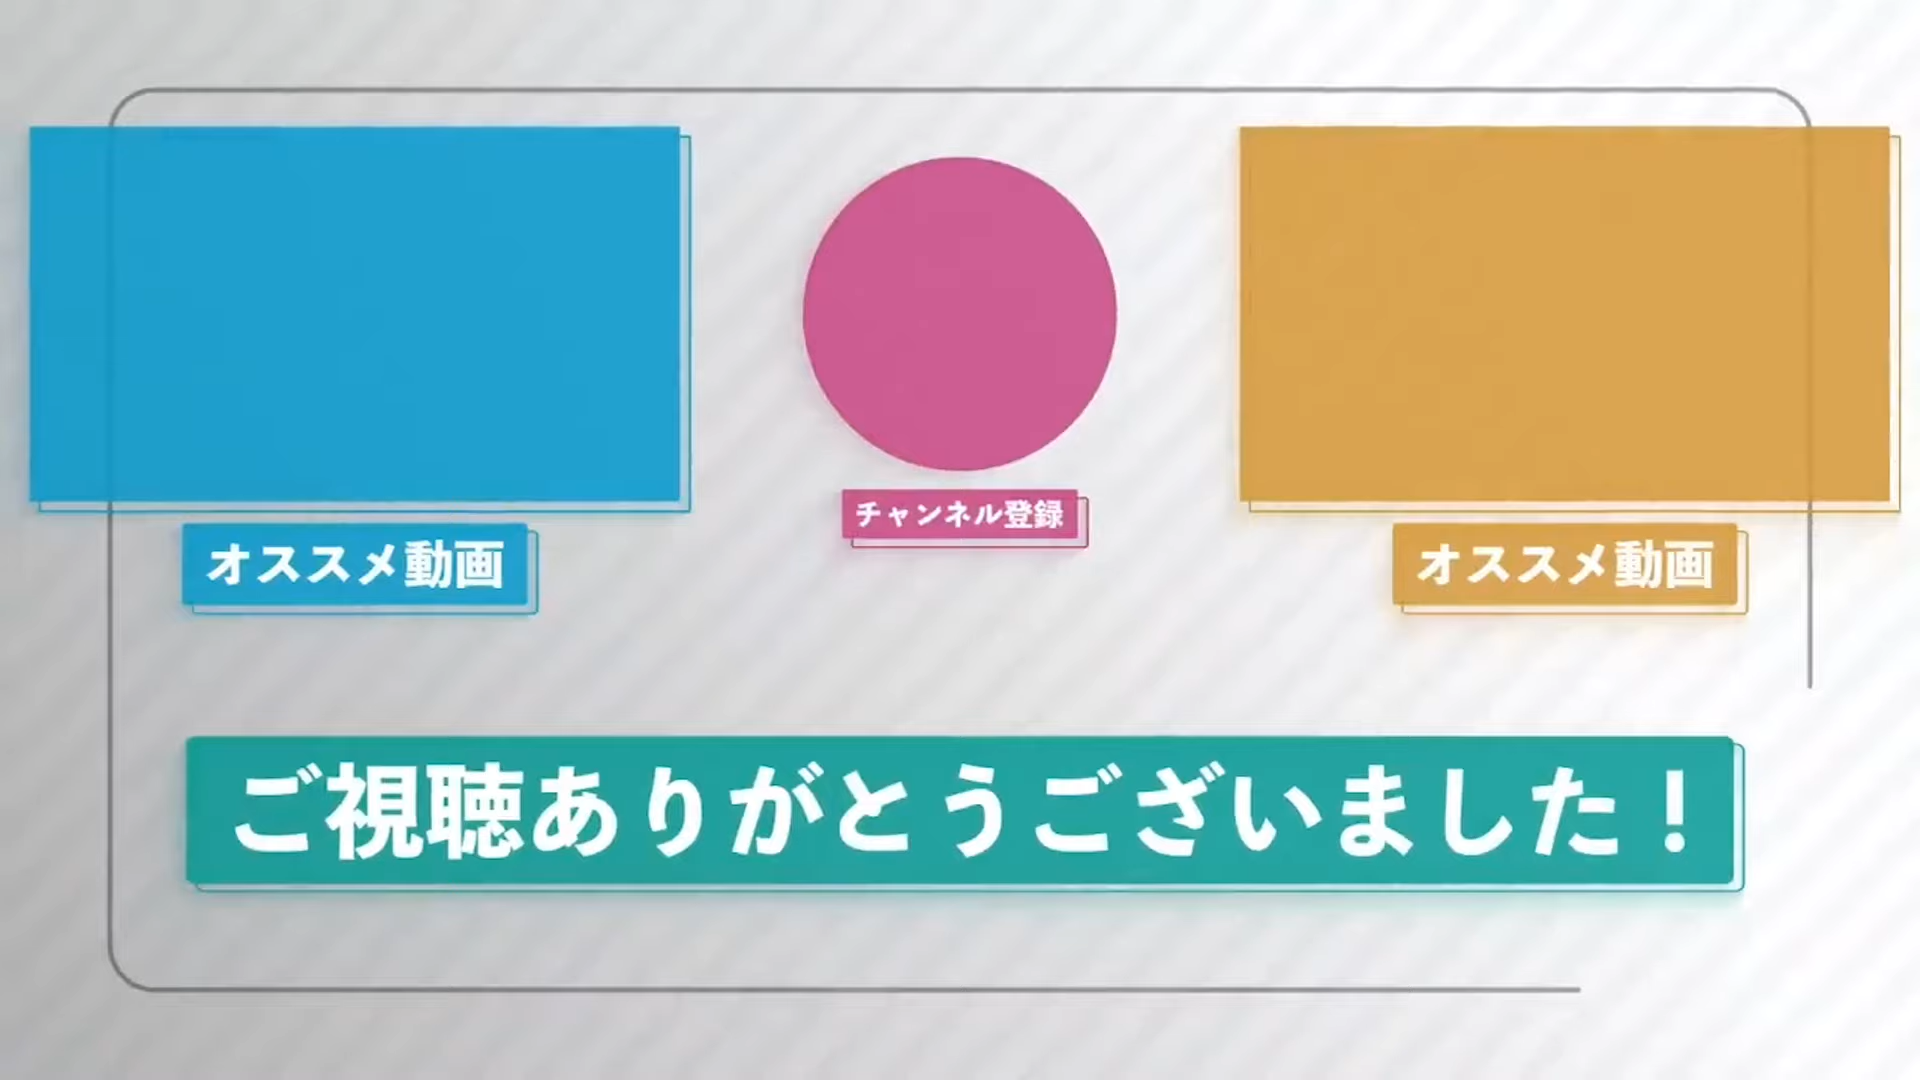 チャンネル登録
オススメ動画
オススメ動画
ご視聴ありがとうございました！